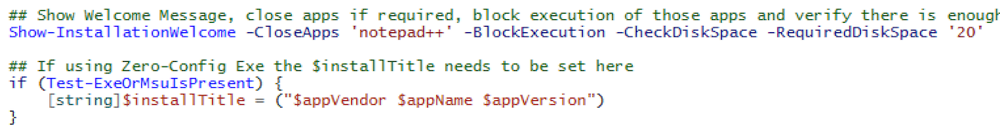 ## Show Welcome Message, close apps if required, block execution of those apps and verify there is enough
Show-InstallationWelcome -CloseApps 'notepad++' -BlockExecution -CheckDiskSpace -RequiredDiskSpace '20'
## If using Zero-Config Exe the $installTitle needs to be set here
if (Test-ExeOrMsuIsPresent) {
[string]$installTitle = ("$appVendor $appName $appVersion")
}